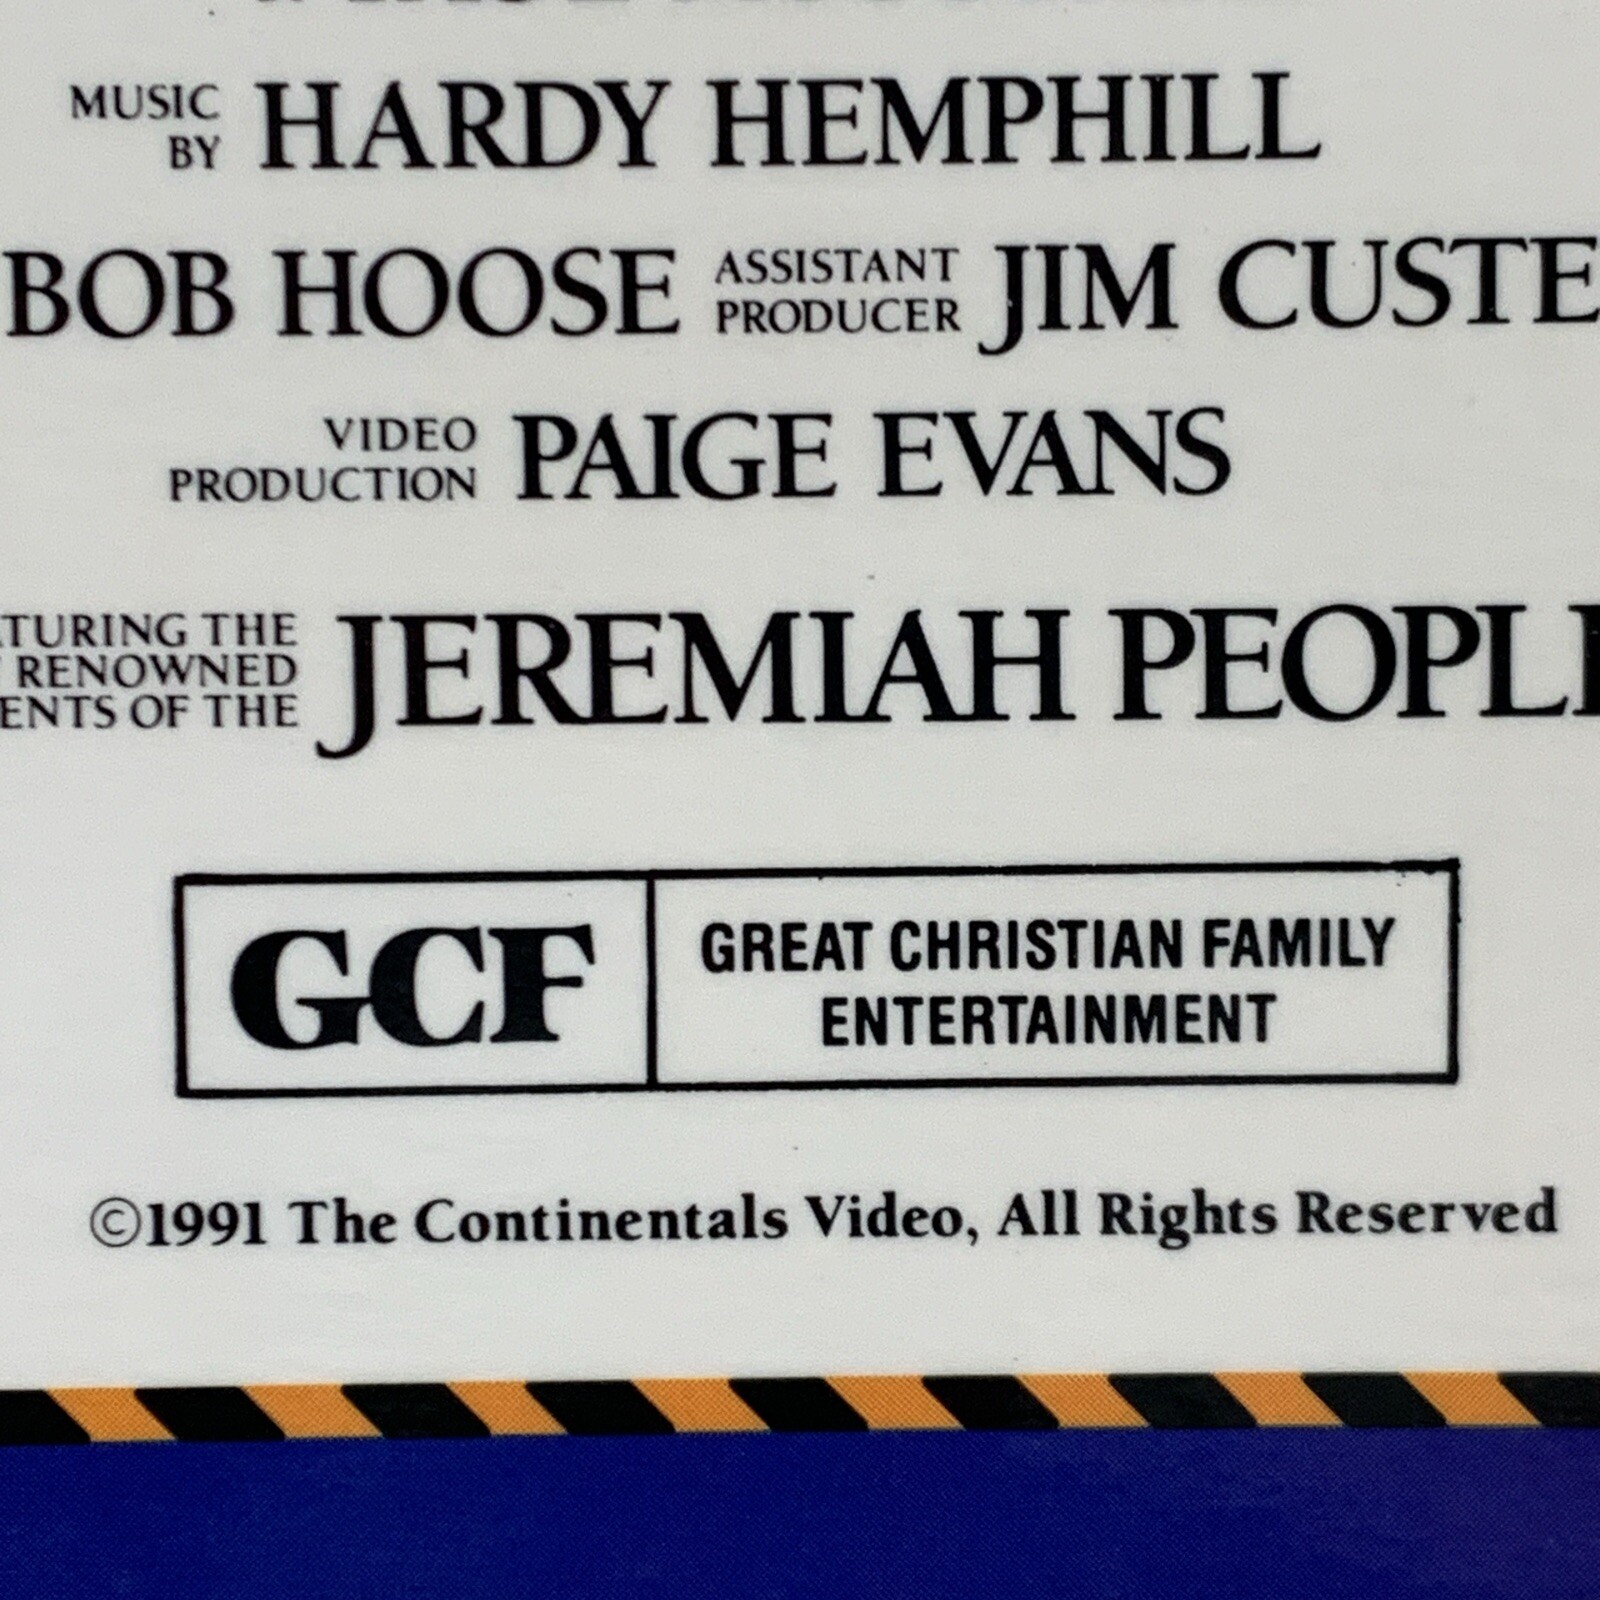 MUSIC BY HARDY HEMPHILL
BOB HOOSE ASSISTANT PRODUCER JIM CUSTE
VIDEO PRODUCTION PAIGE EVANS
TURING THE
RENOWNED
ENTS OF THE
JEREMIAH PEOPLE
GCF
GREAT CHRISTIAN FAMILY
ENTERTAINMENT
©1991 The Continentals Video, All Rights Reserved